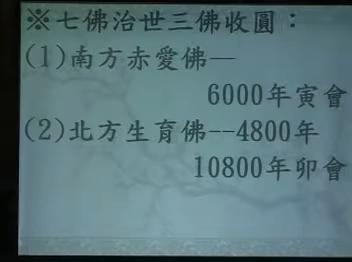 ※七佛治世三佛收圓：
(1)南方赤愛佛—
6000年寅會
(2)北方生育佛--4800年
10800年卯會